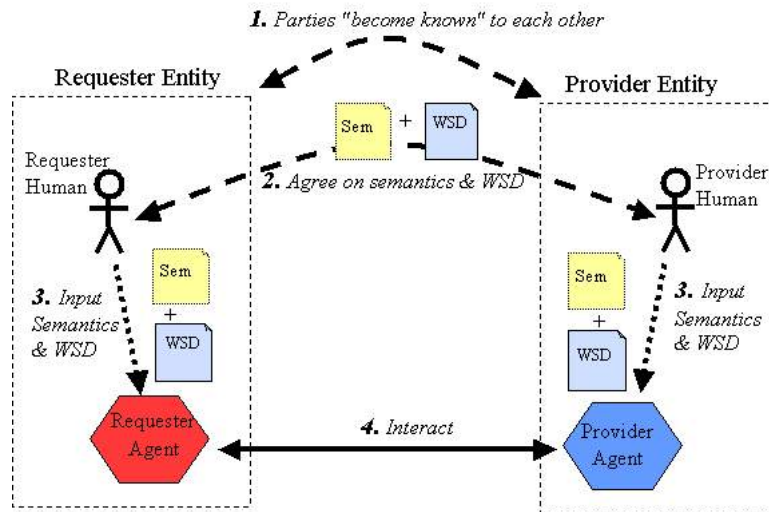 1. Parties "become known" to each other
Requester Entity
Provider Entity
Sem
+
WSD
Requester
Human
2. Agree on semantics & WSD
Provider
Human
Sem
+
WSD
3. Input
Semantics
& WSD
Sem
+
WSD
3. Input
Semantics
& WSD
Requester
Agent
4. Interact
Provider
Agent